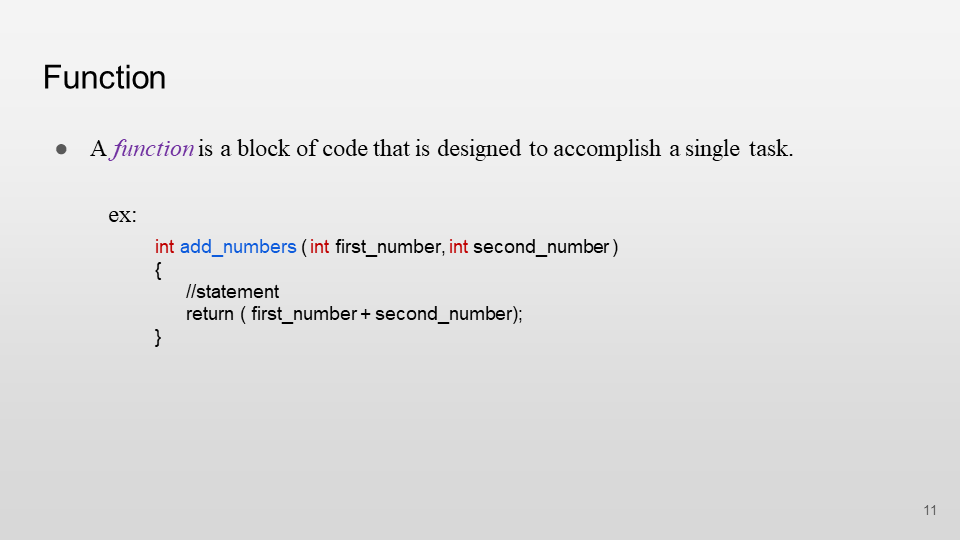 Function
● A function is a block of code that is designed to accomplish a single task.
ex:
int add_numbers ( int first_number, int second_number )
{
//statement
return ( first_number + second_number);
}
11